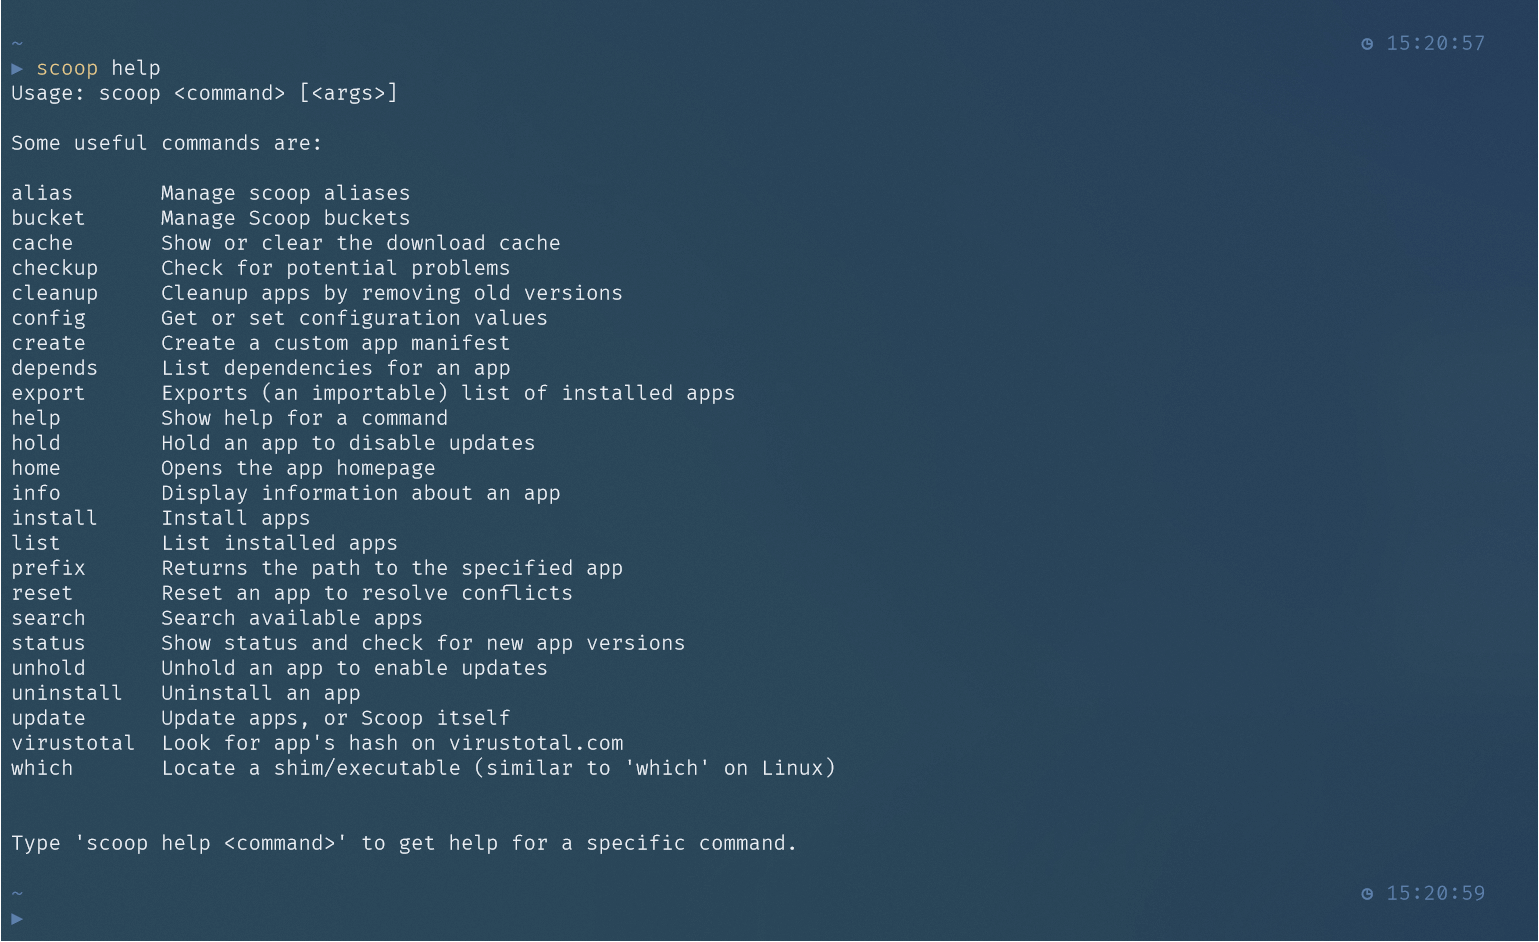 ~ 15:20:57
▶ scoop help
Usage: scoop <command> [<args>]
Some useful commands are:
alias Manage scoop aliases
bucket Manage Scoop buckets
cache Show or clear the download cache
checkup Check for potential problems
cleanup Cleanup apps by removing old versions
config Get or set configuration values
create Create a custom app manifest
depends List dependencies for an app
export Exports (an importable) list of installed apps
help Show help for a command
hold Hold an app to disable updates
home Opens the app homepage
info Display information about an app
install Install apps
list List installed apps
prefix Returns the path to the specified app
reset Reset an app to resolve conflicts
search Search available apps
status Show status and check for new app versions
unhold Unhold an app to enable updates
uninstall Uninstall an app
update Update apps, or Scoop itself
virustotal Look for app's hash on virustotal.com
which Locate a shim/executable (similar to 'which' on Linux)
Type 'scoop help <command>' to get help for a specific command.
~ 15:20:59
▶